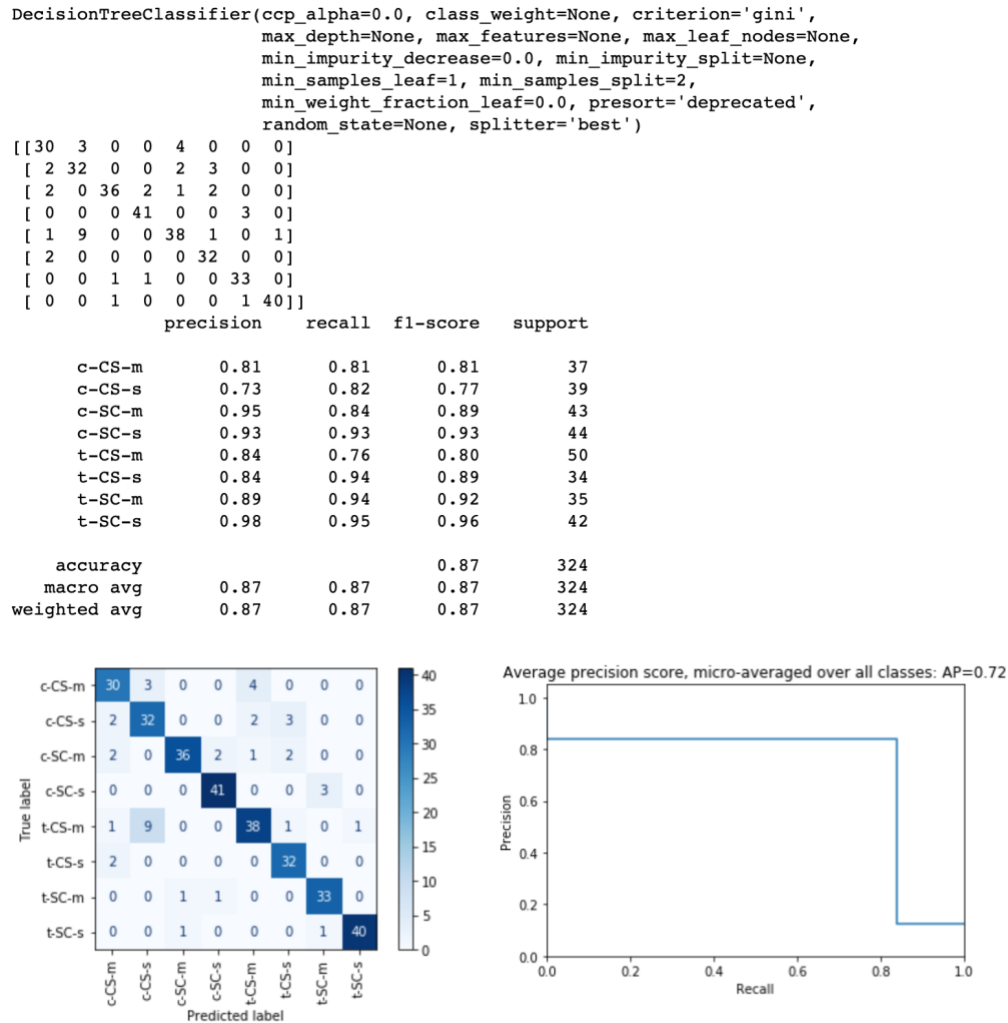 DecisionTreeClassifier(ccp_alpha=0.0, class_weight=None, criterion='gini',
max_depth=None, max_features=None, max_leaf_nodes=None,
min_impurity_decrease=0.0, min_impurity_split=None,
min_samples_leaf=1, min_samples_split=2,
min_weight_fraction_leaf=0.0, presort='deprecated',
random_state=None, splitter='best')
[[30 3 0 0 4 0 0 0]
[ 2 32 0 0 2 3 0 0]
[ 2 0 36 2 1 2 0 0]
[ 0 0 0 41 0 0 3 0]
[ 1 9 0 0 38 1 0 1]
[ 2 0 0 0 0 32 0 0]
[ 0 0 1 1 0 0 33 0]
[ 0 0 1 0 0 0 1 40]]
precision recall f1-score support
c-CS-m 0.81 0.81 0.81 37
c-CS-s 0.73 0.82 0.77 39
c-SC-m 0.95 0.84 0.89 43
c-SC-s 0.93 0.93 0.93 44
t-CS-m 0.84 0.76 0.80 50
t-CS-s 0.84 0.94 0.89 34
t-SC-m 0.89 0.94 0.92 35
t-SC-s 0.98 0.95 0.96 42
accuracy 0.87 324
macro avg 0.87 0.87 0.87 324
weighted avg 0.87 0.87 0.87 324
True label
c-CS-m 30 3 0 0 4 0 0 0
c-CS-s 2 32 0 0 2 3 0 0
c-SC-m 2 0 36 2 1 2 0 0
c-SC-s 0 0 0 41 0 0 3 0
t-CS-m 1 9 0 0 38 1 0 1
t-CS-s 2 0 0 0 0 32 0 0
t-SC-m 0 0 1 1 0 0 33 0
t-SC-s 0 0 1 0 0 0 1 40
c-CS-m c-CS-s c-SC-m c-SC-s t-CS-m t-CS-s t-SC-m t-SC-s
Predicted label
40
35
30
25
20
15
10
5
0
Average precision score, micro-averaged over all classes: AP=0.72
Precision
1.0
0.8
0.6
0.4
0.2
0.0
0.0 0.2 0.4 0.6 0.8 1.0
Recall